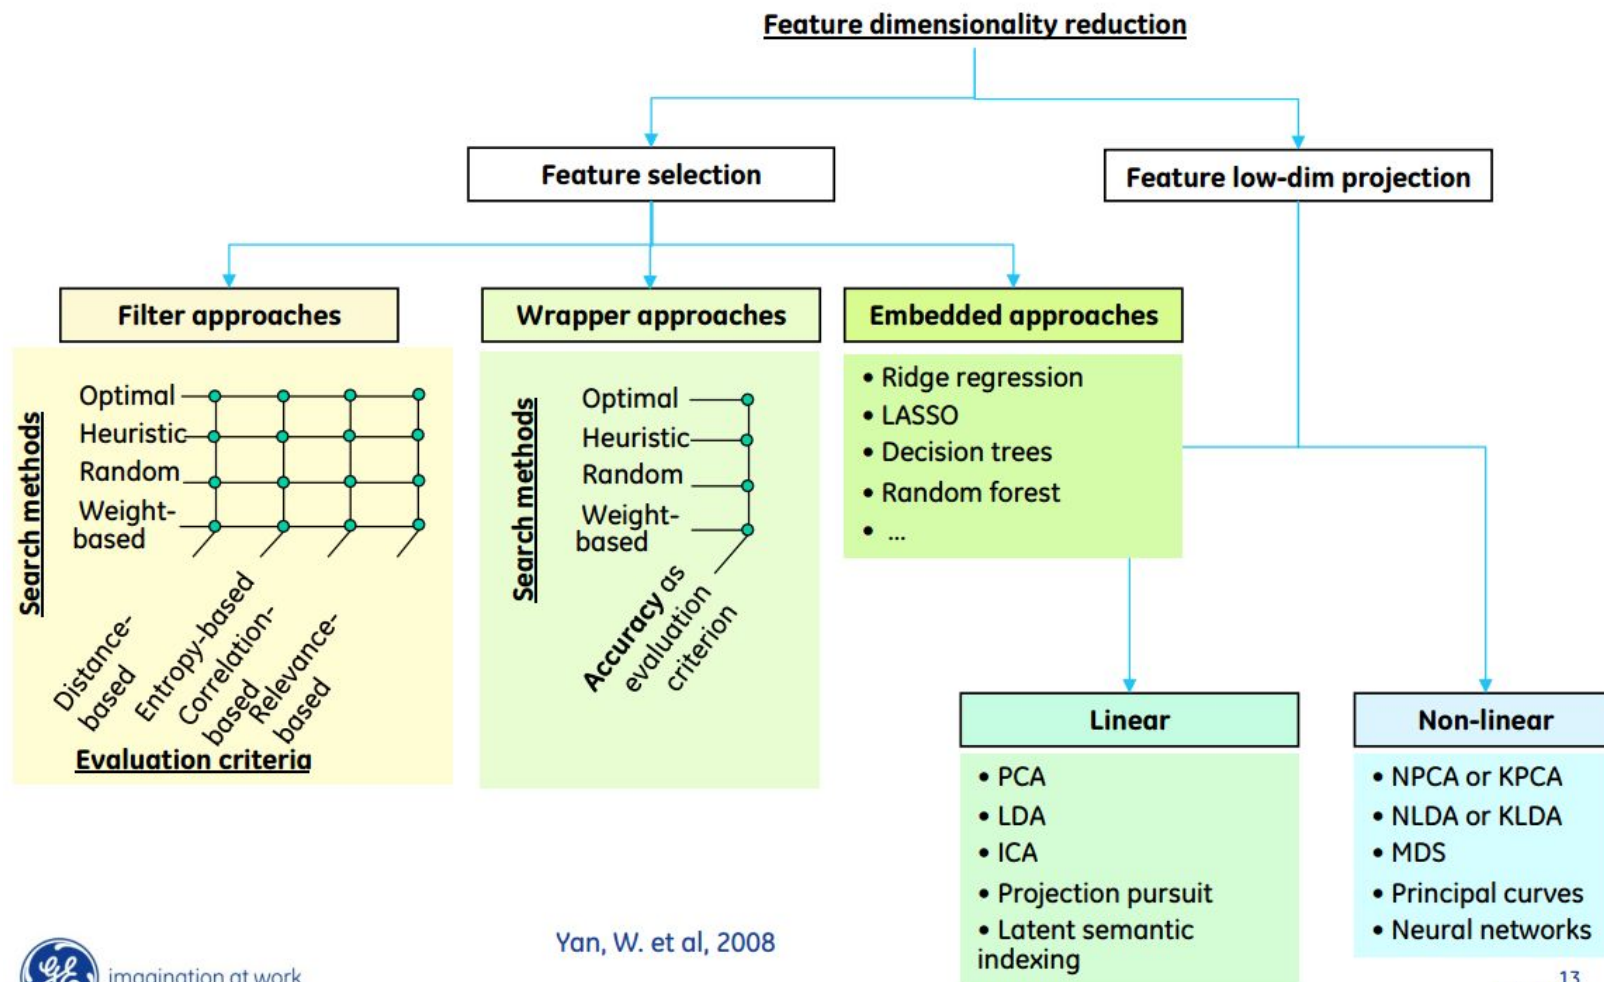 Feature dimensionality reduction
Feature selection
Feature low-dim projection
Filter approaches
Wrapper approaches
Embedded approaches
Search methods
Optimal
Heuristic
Random
Weight-
based
Distance-
based
Entropy-based
Correlation-
based
Relevance-
based
Evaluation criteria
Search methods
Optimal
Heuristic
Random
Weight-
based
Accuracy as
evaluation
criterion
• Ridge regression
• LASSO
• Decision trees
• Random forest
• ...
Linear
• PCA
• LDA
• ICA
• Projection pursuit
• Latent semantic
indexing
Non-linear
• NPCA or KPCA
• NLDA or KLDA
• MDS
• Principal curves
• Neural networks
Yan, W. et al, 2008
GE
imagination at work
13